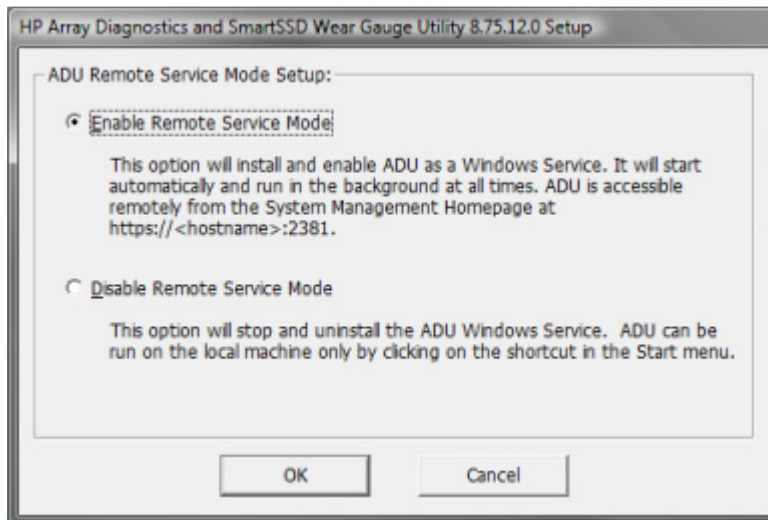 HP Array Diagnostics and SmartSSD Wear Gauge Utility 8.75.12.0 Setup
ADU Remote Service Mode Setup:
Enable Remote Service Mode
This option will install and enable ADU as a Windows Service. It will start
automatically and run in the background at all times. ADU is accessible
remotely from the System Management Homepage at
https://<hostname>:2381.
Disable Remote Service Mode
This option will stop and uninstall the ADU Windows Service. ADU can be
run on the local machine only by clicking on the shortcut in the Start menu.
OK
Cancel